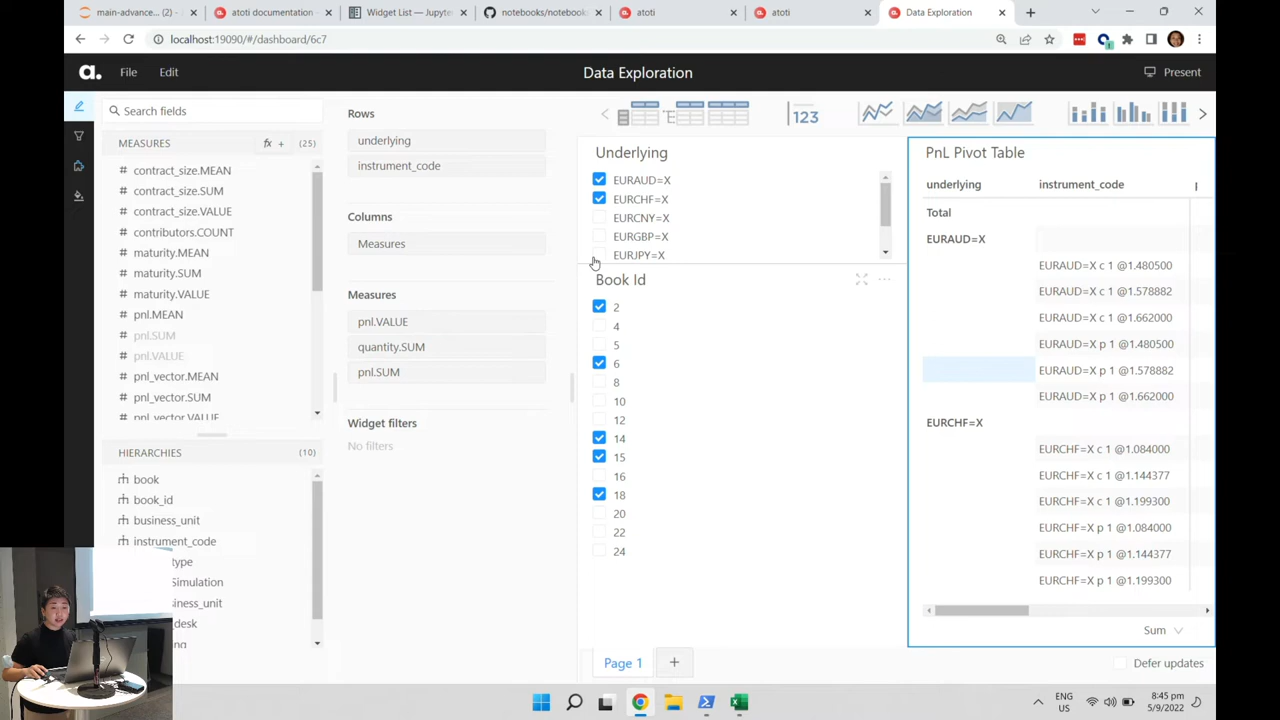 main-advance... (2)
atoti documentation
Widget List — Jupyte
notebooks/notebook
atoti
atoti
Data Exploration
localhost:19090/#/dashboard/6c7
a.
File
Edit
Data Exploration
Present
Search fields
MEASURES
fx +
(25)
# contract_size.MEAN
# contract_size.SUM
# contract_size.VALUE
# contributors.COUNT
# maturity.MEAN
# maturity.SUM
# maturity.VALUE
# pnl.MEAN
# pnl.SUM
# pnl.VALUE
# pnl_vector.MEAN
# pnl_vector.SUM
# pnl_vector.VALUE
HIERARCHIES
(10)
book
book_id
business_unit
instrument_code
type
Simulation
siness_unit
desk
ng
Rows
underlying
instrument_code
Columns
Measures
Measures
pnl.VALUE
quantity.SUM
pnl.SUM
Widget filters
No filters
123
Underlying
EURAUD=X
EURCHF=X
EURCNY=X
EURGBP=X
EURJPY=X
Book Id
2
4
5
6
8
10
12
14
15
16
18
20
22
24
PnL Pivot Table
underlying
instrument_code
p
Total
EURAUD=X
EURAUD=X c 1 @1.480500
EURAUD=X c 1 @1.578882
EURAUD=X c 1 @1.662000
EURAUD=X p 1 @1.480500
EURAUD=X p 1 @1.578882
EURAUD=X p 1 @1.662000
EURCHF=X
EURCHF=X c 1 @1.084000
EURCHF=X c 1 @1.144377
EURCHF=X c 1 @1.199300
EURCHF=X p 1 @1.084000
EURCHF=X p 1 @1.144377
EURCHF=X p 1 @1.199300
Sum
Page 1
+
Defer updates
ENG
US
8:45 pm
5/9/2022